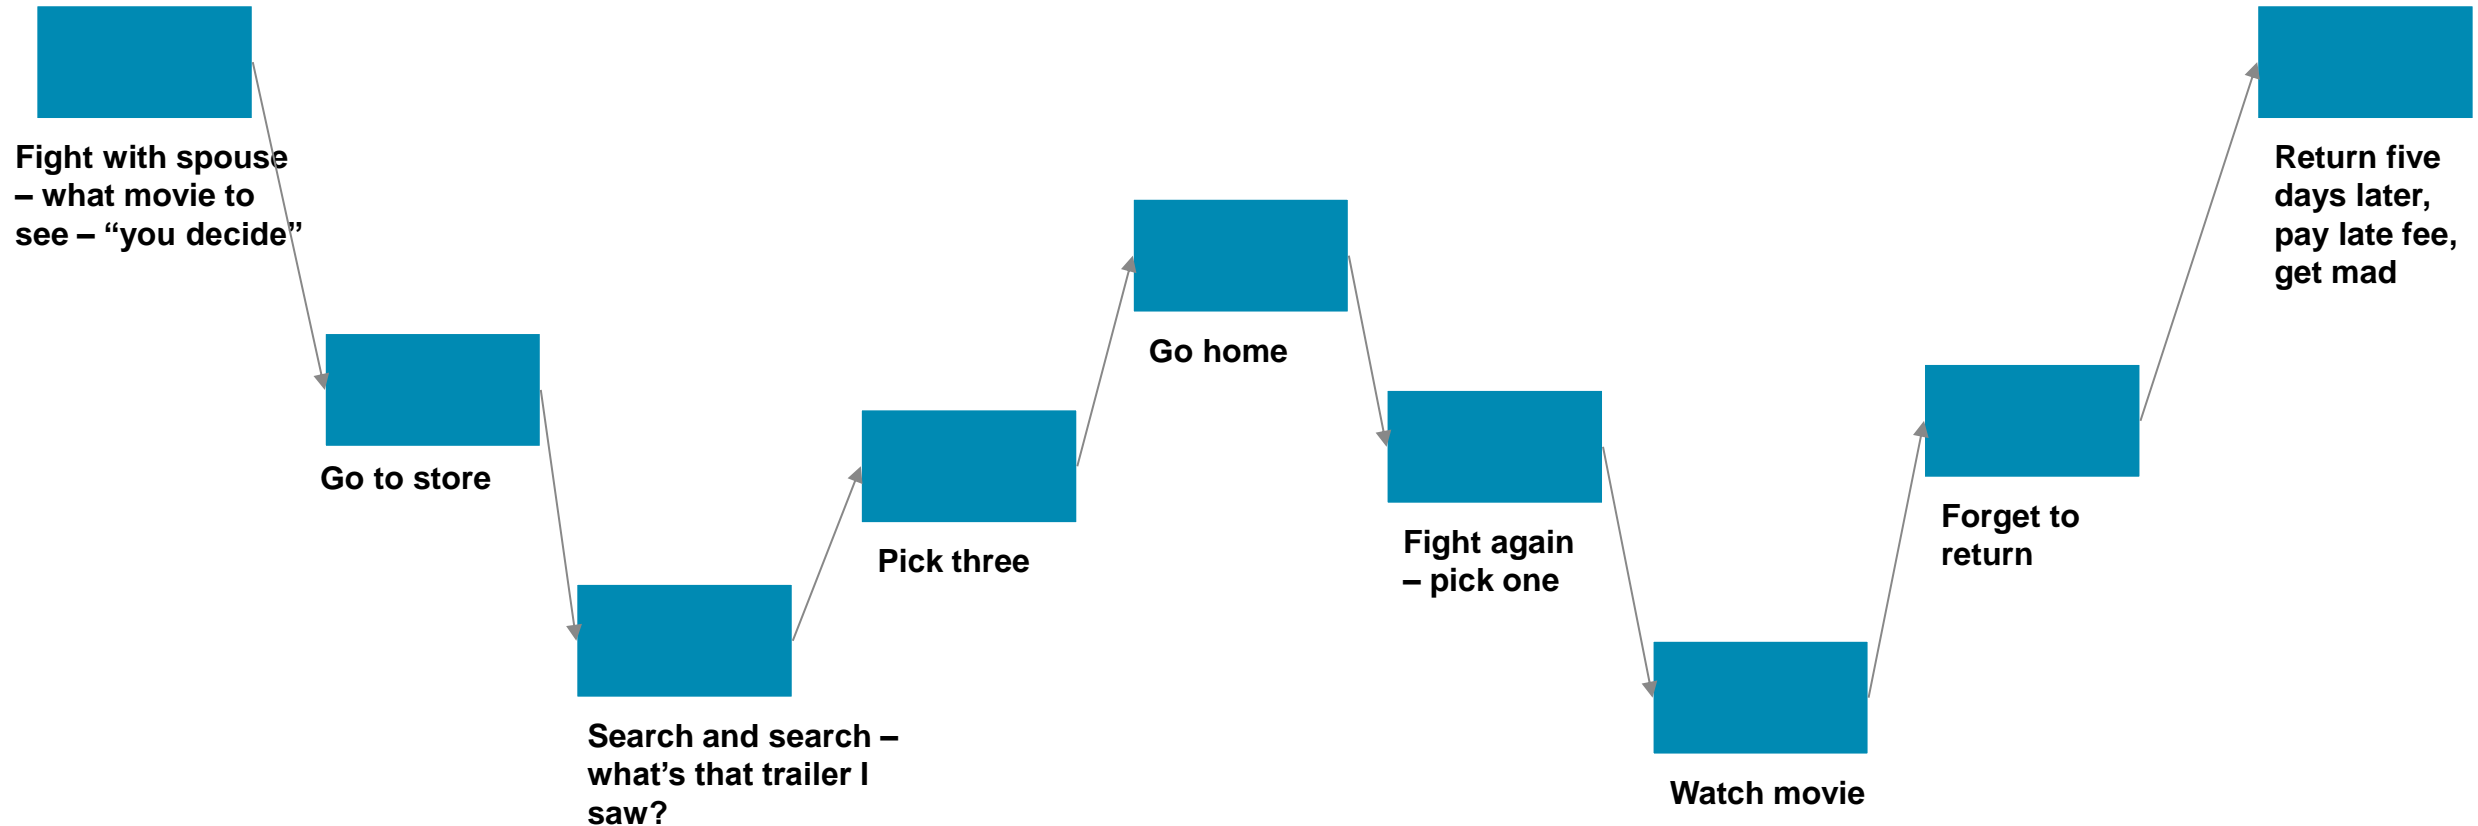 Fight with spouse
– what movie to
see – “you decide”
Go to store
Search and search –
what’s that trailer I
saw?
Pick three
Go home
Fight again
– pick one
Watch movie
Forget to
return
Return five
days later,
pay late fee,
get mad